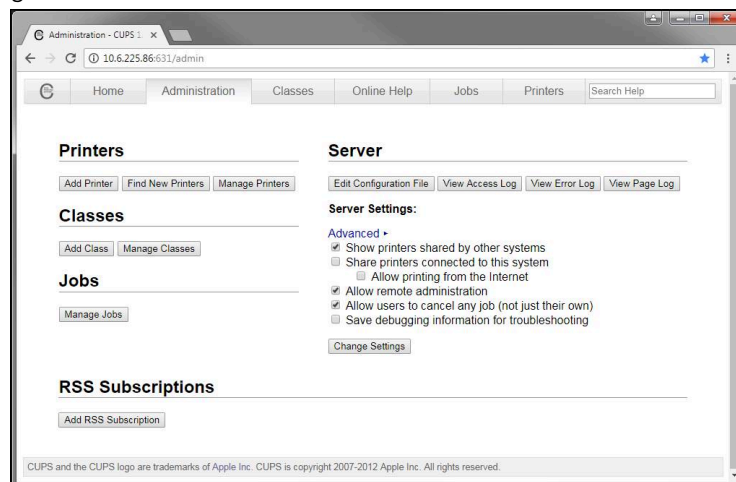 Administration - CUPS 1.
10.6.225.86:631/admin
Home Administration Classes Online Help Jobs Printers Search Help
Printers
Add Printer Find New Printers Manage Printers
Classes
Add Class Manage Classes
Jobs
Manage Jobs
Server
Edit Configuration File View Access Log View Error Log View Page Log
Server Settings:
Advanced ▸
Show printers shared by other systems
Share printers connected to this system
Allow printing from the Internet
Allow remote administration
Allow users to cancel any job (not just their own)
Save debugging information for troubleshooting
Change Settings
RSS Subscriptions
Add RSS Subscription
CUPS and the CUPS logo are trademarks of Apple Inc. CUPS is copyright 2007-2012 Apple Inc. All rights reserved.